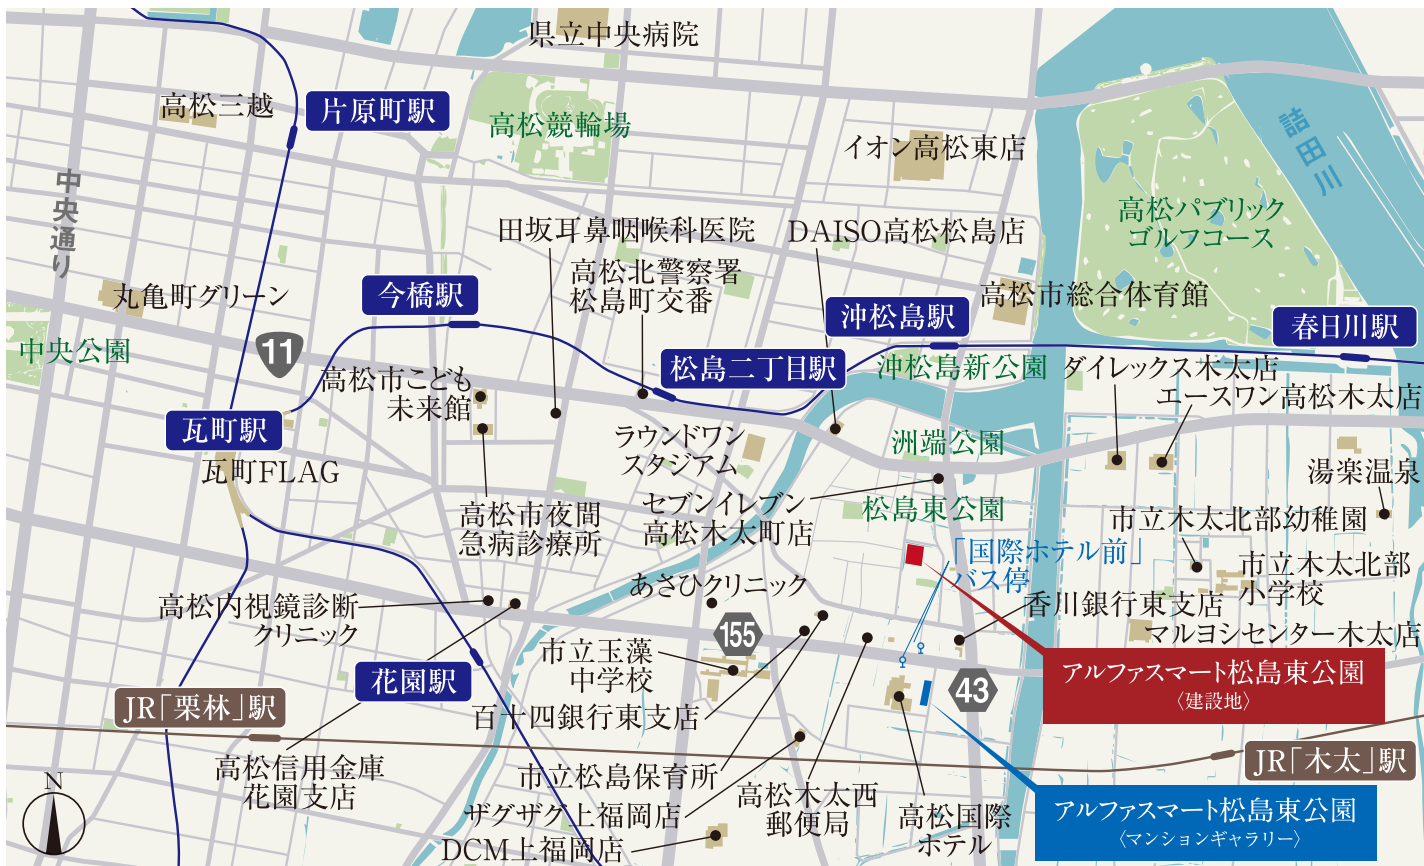 県立中央病院
高松三越
片原町駅
高松競輪場
イオン高松東店
詰田川
中央通り
高松パブリック
ゴルフコース
田坂耳鼻咽喉科医院
DAISO高松松島店
高松北警察署
松島町交番
丸亀町グリーン
今橋駅
沖松島駅
高松市総合体育館
春日川駅
中央公園
11
高松市こども
未来館
松島二丁目駅
沖松島新公園
ダイレックス木太店
エースワン高松木太店
瓦町駅
瓦町FLAG
ラウンドワン
スタジアム
洲端公園
湯楽温泉
高松市夜間
急病診療所
セブンイレブン
高松木太町店
松島東公園
市立木太北部幼稚園
「国際ホテル前」
バス停
市立木太北部
小学校
高松内視鏡診断
クリニック
あさひクリニック
155
香川銀行東支店
マルヨシセンター木太店
市立玉藻
中学校
花園駅
43
アルファスマート松島東公園
〈建設地〉
JR「栗林」駅
百十四銀行東支店
JR「木太」駅
高松信用金庫
花園支店
市立松島保育所
ザグザグ上福岡店
DCM上福岡店
高松木太西
郵便局
高松国際
ホテル
アルファスマート松島東公園
〈マンションギャラリー〉
N